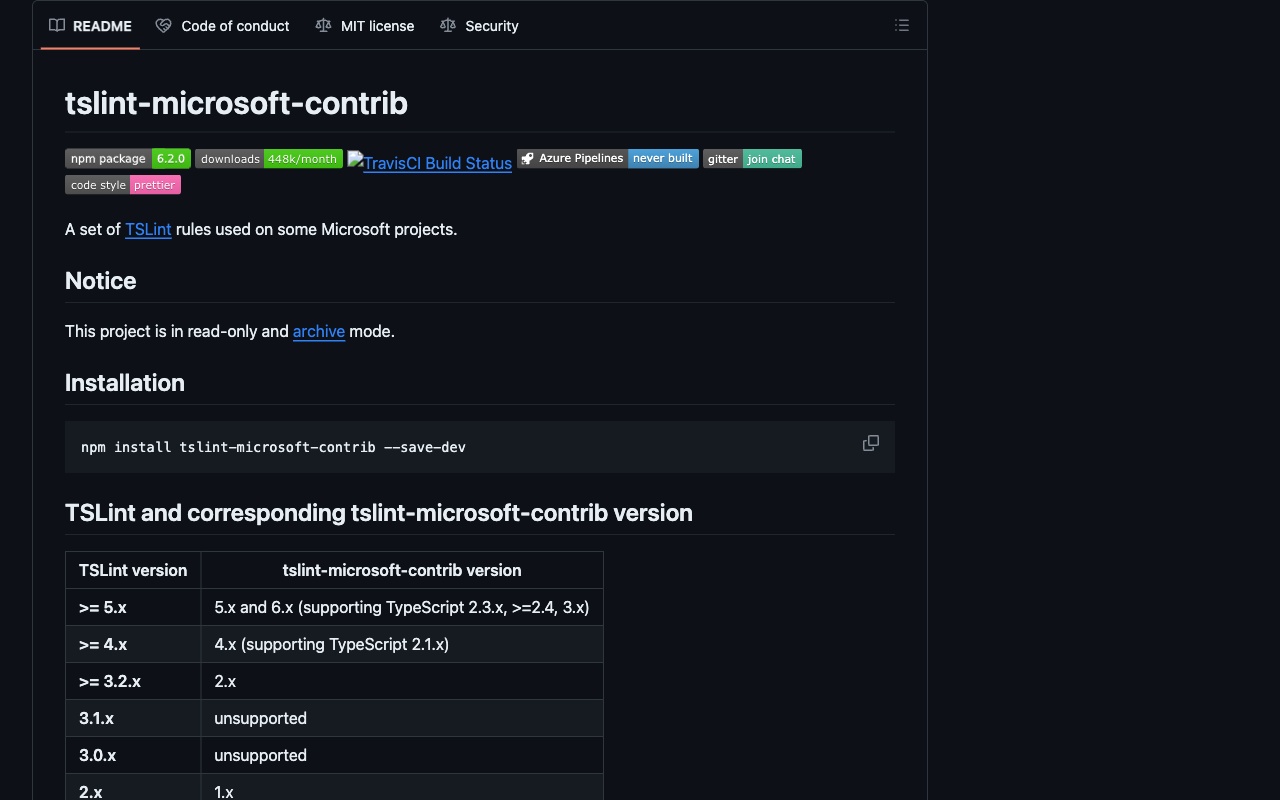 README Code of conduct MIT license Security
tslint-microsoft-contrib
npm package 6.2.0 downloads 448k/month TravisCI Build Status Azure Pipelines never built gitter join chat
code style prettier
A set of TSLint rules used on some Microsoft projects.
Notice
This project is in read-only and archive mode.
Installation
npm install tslint-microsoft-contrib --save-dev
TSLint and corresponding tslint-microsoft-contrib version
TSLint version tslint-microsoft-contrib version
>= 5.x 5.x and 6.x (supporting TypeScript 2.3.x, >=2.4, 3.x)
>= 4.x 4.x (supporting TypeScript 2.1.x)
>= 3.2.x 2.x
3.1.x unsupported
3.0.x unsupported
2.x 1.x